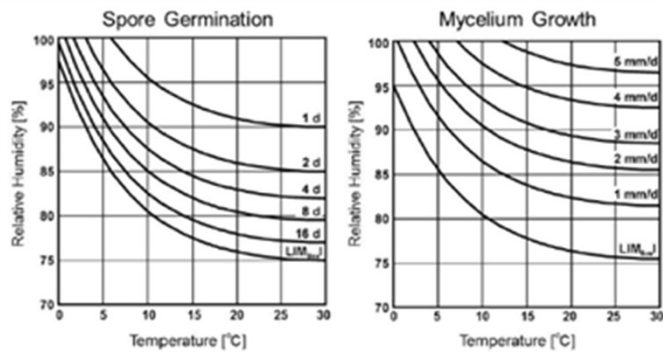 Spore Germination
Relative Humidity [%]
100
95
90
85
80
75
70
1 d
2 d
4 d
8 d
16 d
0 5 10 15 20 25 30
Temperature [°C]
Mycelium Growth
Relative Humidity [%]
100
95
90
85
80
75
70
5 mm/d
4 mm/d
3 mm/d
2 mm/d
1 mm/d
0 5 10 15 20 25 30
Temperature [°C]